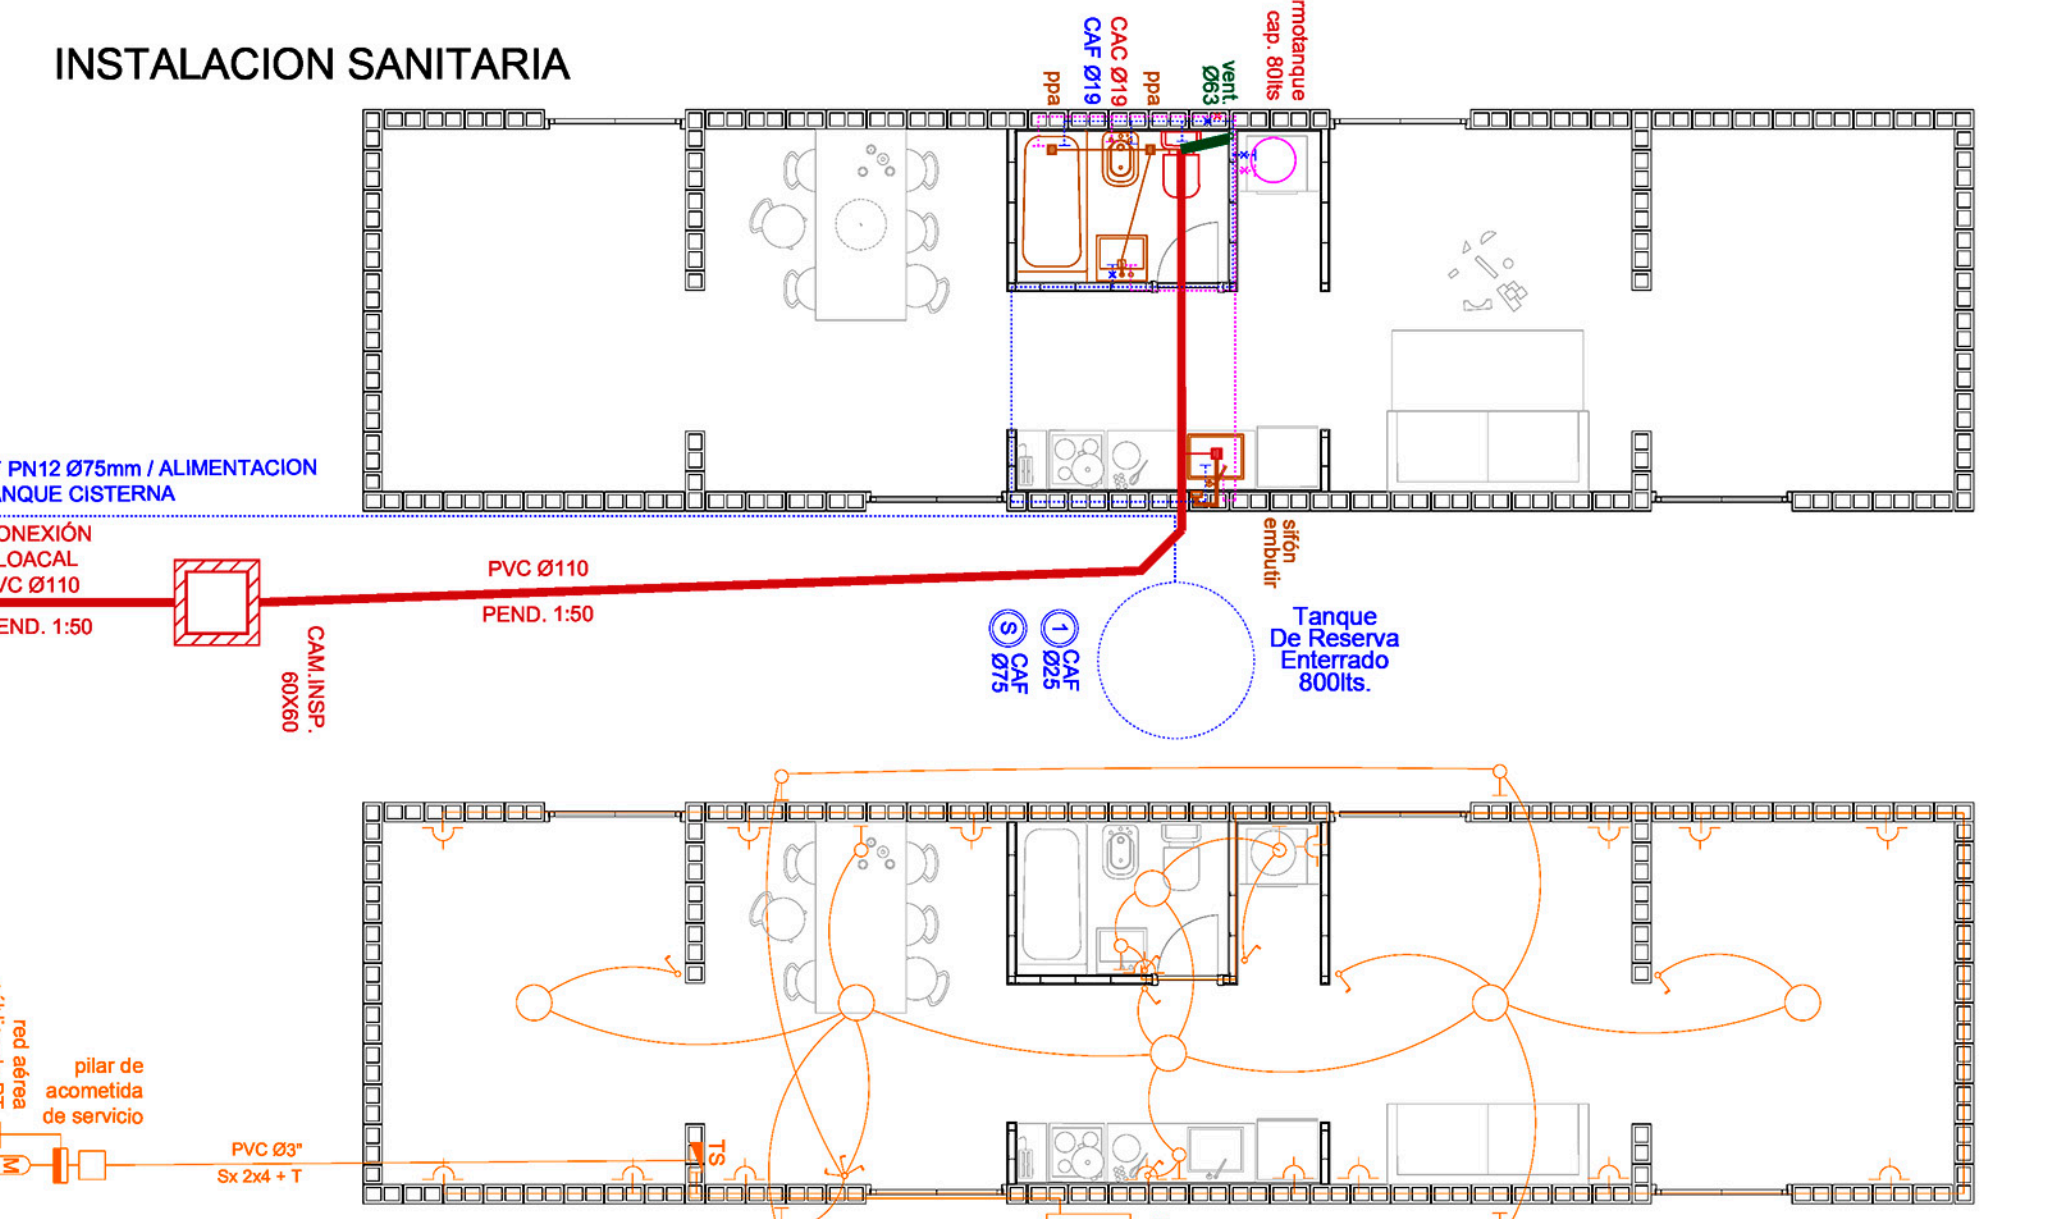 INSTALACION SANITARIA
ppa
CAF Ø19
CAC Ø19
ppa
vent.
Ø63
rmotanque
cap. 80lts
PN12 Ø75mm / ALIMENTACION
ANQUE CISTERNA
ONEXIÓN
LOACAL
VC Ø110
END. 1:50
CAM.INSP.
60X60
PVC Ø110
PEND. 1:50
sifón
embutir
S CAF
Ø75
1 CAF
Ø25
Tanque
De Reserva
Enterrado
800lts.
red aérea
pilar de
acometida
de servicio
M
PVC Ø3"
Sx 2x4 + T
TS